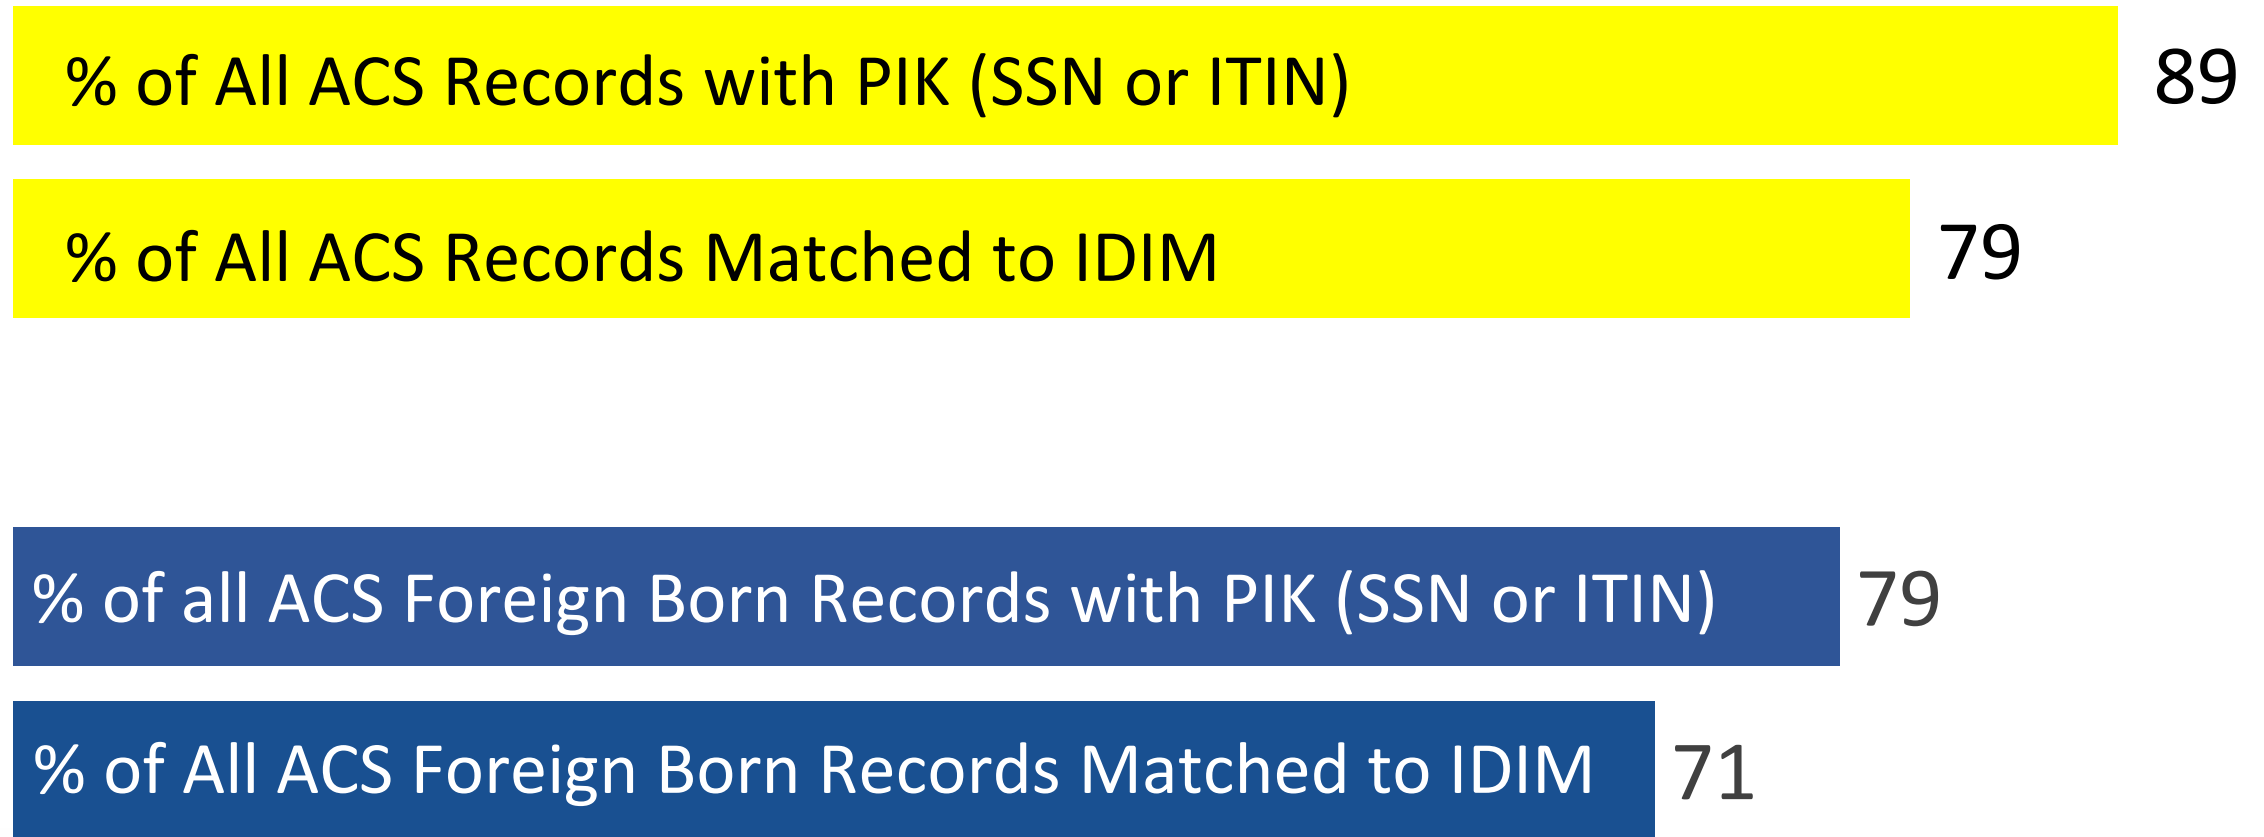 % of All ACS Records with PIK (SSN or ITIN) 89
% of All ACS Records Matched to IDIM 79
% of all ACS Foreign Born Records with PIK (SSN or ITIN) 79
% of All ACS Foreign Born Records Matched to IDIM 71